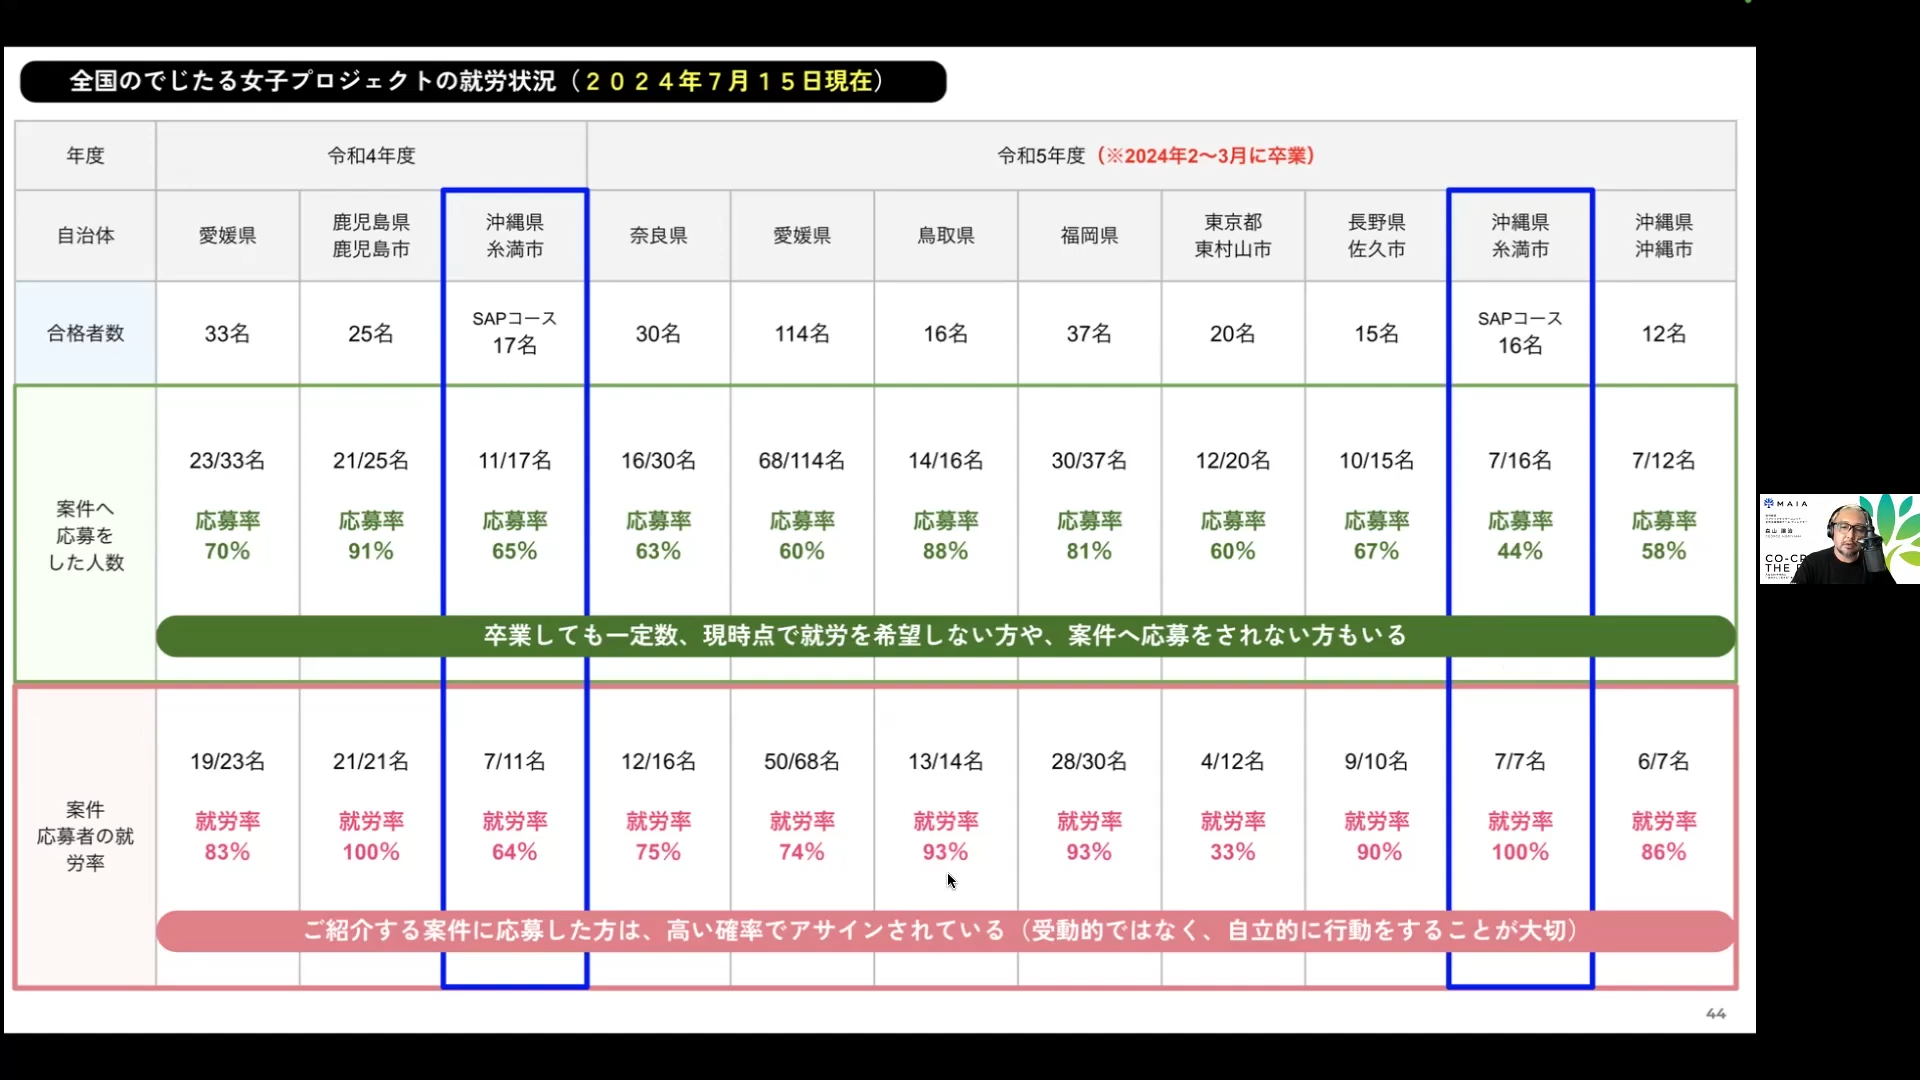 全国のでじたる女子プロジェクトの就労状況（２０２４年７月１５日現在）
年度
令和4年度
令和5年度（※2024年2〜3月に卒業）
自治体
愛媛県
鹿児島県
鹿児島市
沖縄県
糸満市
奈良県
愛媛県
鳥取県
福岡県
東京都
東村山市
長野県
佐久市
沖縄県
糸満市
沖縄県
沖縄市
合格者数
33名
25名
SAPコース
17名
30名
114名
16名
37名
20名
15名
SAPコース
16名
12名
案件へ
応募を
した人数
23/33名
応募率
70%
21/25名
応募率
91%
11/17名
応募率
65%
16/30名
応募率
63%
68/114名
応募率
60%
14/16名
応募率
88%
30/37名
応募率
81%
12/20名
応募率
60%
10/15名
応募率
67%
7/16名
応募率
44%
7/12名
応募率
58%
卒業しても一定数、現時点で就労を希望しない方や、案件へ応募をされない方もいる
案件
応募者の就
労率
19/23名
就労率
83%
21/21名
就労率
100%
7/11名
就労率
64%
12/16名
就労率
75%
50/68名
就労率
74%
13/14名
就労率
93%
28/30名
就労率
93%
4/12名
就労率
33%
9/10名
就労率
90%
7/7名
就労率
100%
6/7名
就労率
86%
ご紹介する案件に応募した方は、高い確率でアサインされている（受動的ではなく、自立的に行動をすることが大切）
44
MAIA
CO-CR
THE